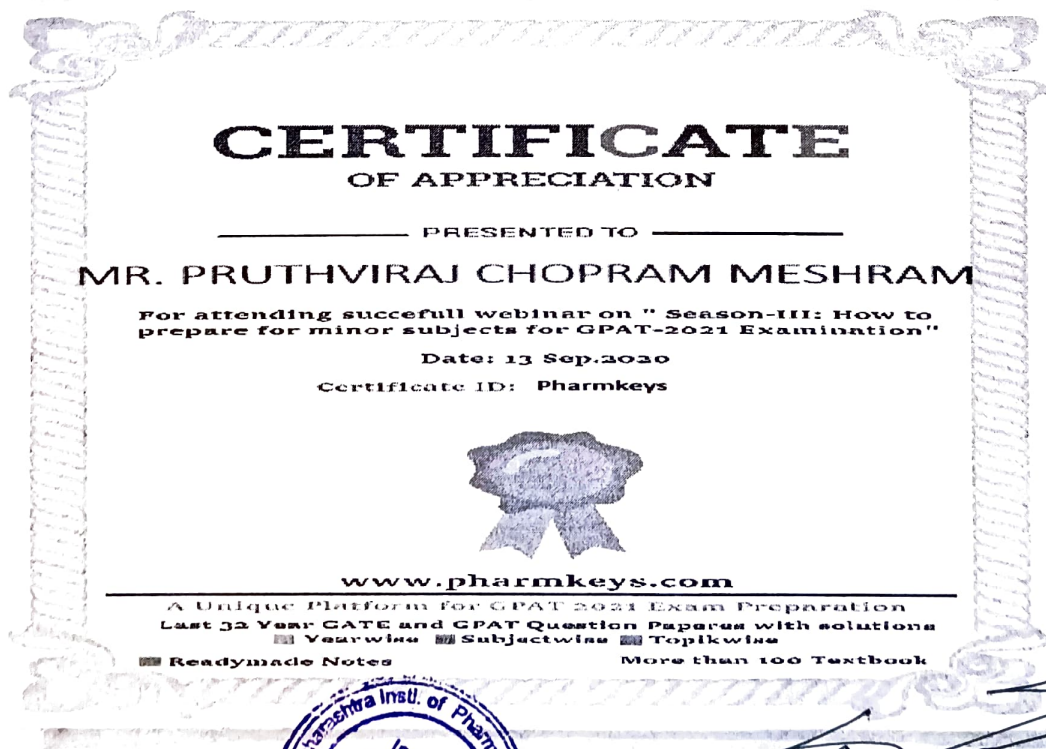 CERTIFICATE
OF APPRECIATION
PRESENTED TO
MR. PRUTHVIRAJ CHOPRAM MESHRAM
For attending succefull webinar on " Season-III: How to
prepare for minor subjects for GPAT-2021 Examination"
Date: 13 Sep.2020
Certificate ID: Pharmkeys
www.pharmkeys.com
A Unique Platform for GPAT 2021 Exam Preparation
Last 32 Year GATE and GPAT Question Papares with solutions
Yearwise Subjectwise Topikwise
Readymade Notes More than 100 Textbook
arashtra Insti. of Pharm